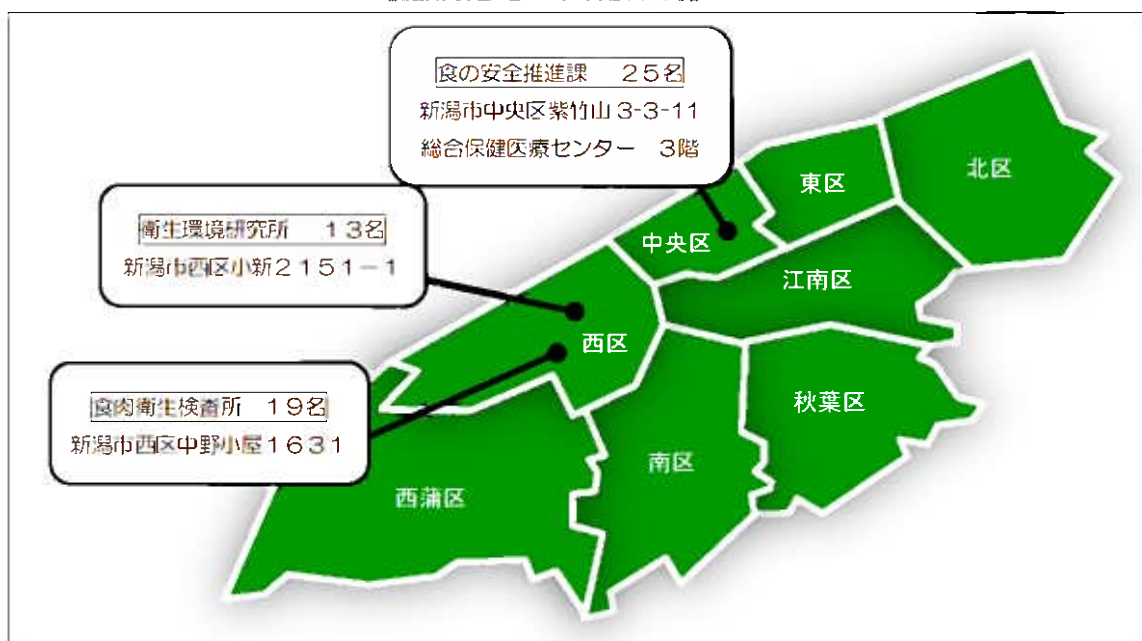 食の安全推進課　25名
新潟市中央区紫竹山3-3-11
総合保健医療センター　3階
衛生環境研究所　13名
新潟市西区小新2151-1
食肉衛生検査所　19名
新潟市西区中野小屋1631
北区
東区
中央区
江南区
西区
秋葉区
南区
西蒲区